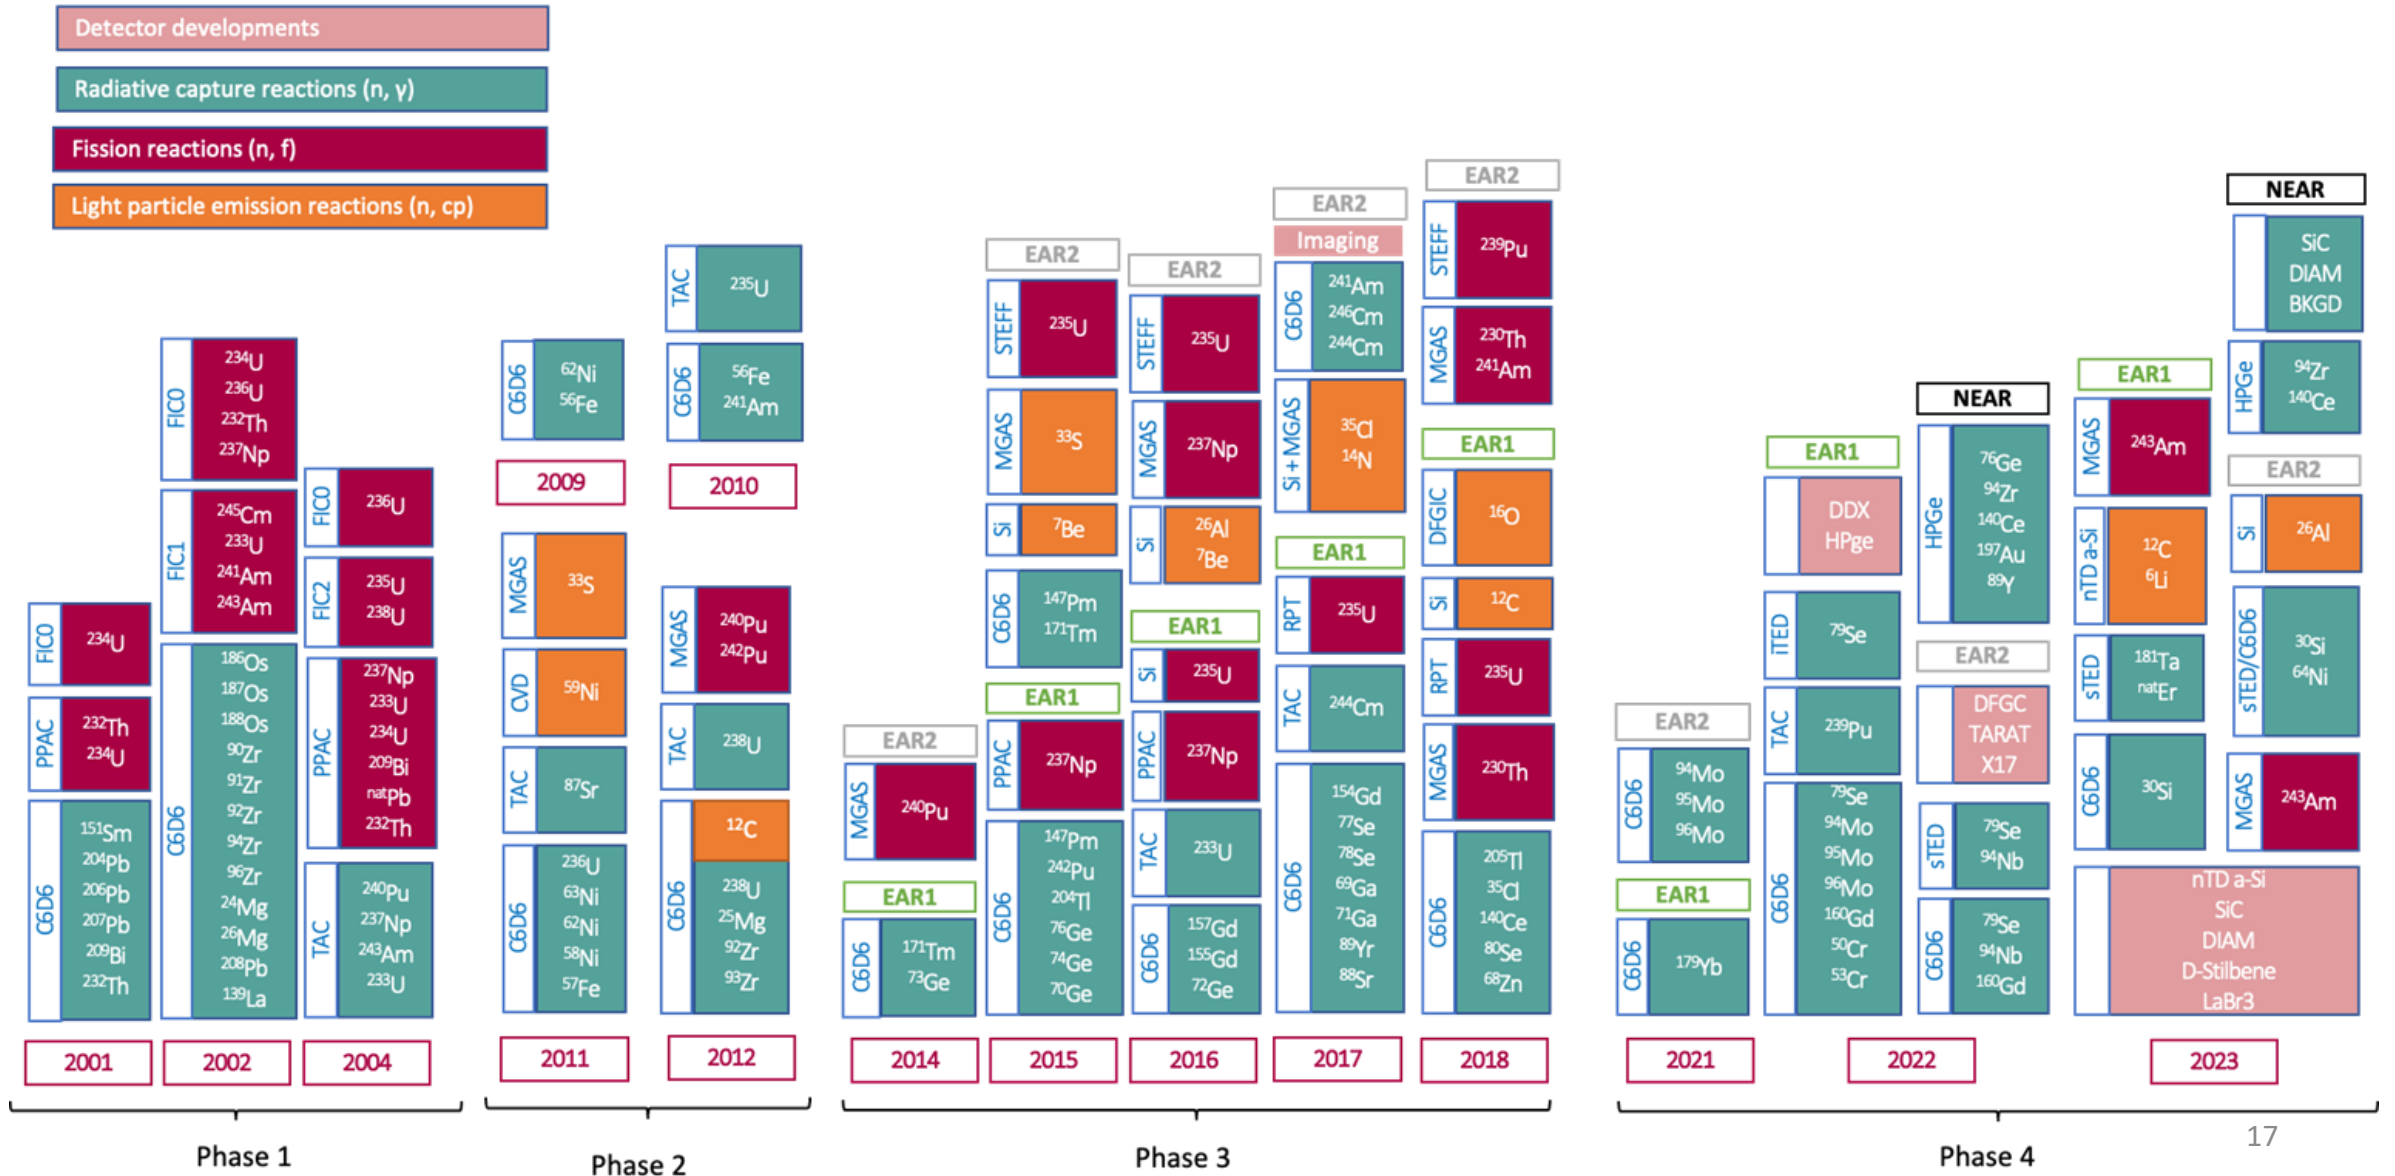 Detector developments
Radiative capture reactions (n, γ)
Fission reactions (n, f)
Light particle emission reactions (n, cp)
FIC0
²³⁴U
PPAC
²³²Th
²³⁴U
C6D6
¹⁵¹Sm
²⁰⁴Pb
²⁰⁶Pb
²⁰⁷Pb
²⁰⁹Bi
²³²Th
2001
FIC0
²³⁴U
²³⁶U
²³²Th
²³⁷Np
FIC1
²⁴⁵Cm
²³³U
²⁴¹Am
²⁴³Am
C6D6
¹⁸⁶Os
¹⁸⁷Os
¹⁸⁸Os
⁹⁰Zr
⁹¹Zr
⁹²Zr
⁹⁴Zr
⁹⁶Zr
²⁴Mg
²⁶Mg
²⁰⁸Pb
¹³⁹La
2002
FIC0
²³⁶U
FIC2
²³⁵U
²³⁸U
PPAC
²³⁷Np
²³³U
²³⁴U
²⁰⁹Bi
ⁿᵃᵗPb
²³²Th
TAC
²⁴⁰Pu
²³⁷Np
²⁴³Am
²³³U
2004
Phase 1
C6D6
⁶²Ni
⁵⁶Fe
2009
TAC
²³⁵U
C6D6
⁵⁶Fe
²⁴¹Am
2010
MGAS
³³S
CVD
⁵⁹Ni
TAC
⁸⁷Sr
C6D6
²³⁶U
⁶³Ni
⁶²Ni
⁵⁸Ni
⁵⁷Fe
2011
MGAS
²⁴⁰Pu
²⁴²Pu
TAC
²³⁸U
C6D6
¹²C
²³⁸U
²⁵Mg
⁹²Zr
⁹³Zr
2012
Phase 2
EAR2
MGAS
²⁴⁰Pu
EAR1
C6D6
¹⁷¹Tm
⁷³Ge
2014
EAR2
STEFF
²³⁵U
MGAS
³³S
Si
⁷Be
C6D6
¹⁴⁷Pm
¹⁷¹Tm
EAR1
PPAC
²³⁷Np
C6D6
¹⁴⁷Pm
²⁴²Pu
²⁰⁴Tl
⁷⁶Ge
⁷⁴Ge
⁷⁰Ge
2015
EAR2
STEFF
²³⁵U
MGAS
²³⁷Np
Si
²⁶Al
⁷Be
EAR1
Si
²³⁵U
PPAC
²³⁷Np
TAC
²³³U
C6D6
¹⁵⁷Gd
¹⁵⁵Gd
⁷²Ge
2016
EAR2
Imaging
C6D6
²⁴¹Am
²⁴⁶Cm
²⁴⁴Cm
Si + MGAS
³⁵Cl
¹⁴N
EAR1
RPT
²³⁵U
TAC
²⁴⁴Cm
C6D6
¹⁵⁴Gd
⁷⁷Se
⁷⁸Se
⁶⁹Ga
⁷¹Ga
⁸⁹Yr
⁸⁸Sr
2017
EAR2
STEFF
²³⁹Pu
MGAS
²³⁰Th
²⁴¹Am
EAR1
DFGIC
¹⁶O
Si
¹²C
RPT
²³⁵U
MGAS
²³⁰Th
C6D6
²⁰⁵Tl
³⁵Cl
¹⁴⁰Ce
⁸⁰Se
⁶⁸Zn
2018
Phase 3
EAR2
C6D6
⁹⁴Mo
⁹⁵Mo
⁹⁶Mo
EAR1
C6D6
¹⁷⁹Yb
2021
EAR1
DDX
HPge
iTED
⁷⁹Se
TAC
²³⁹Pu
C6D6
⁷⁹Se
⁹⁴Mo
⁹⁵Mo
⁹⁶Mo
¹⁶⁰Gd
⁵⁰Cr
⁵³Cr
NEAR
HPGe
⁷⁶Ge
⁹⁴Zr
¹⁴⁰Ce
¹⁹⁷Au
⁸⁹Y
EAR2
DFGC
TARAT
X17
sTED
⁷⁹Se
⁹⁴Nb
C6D6
⁷⁹Se
⁹⁴Nb
¹⁶⁰Gd
2022
EAR1
MGAS
²⁴³Am
nTD a-Si
¹²C
⁶Li
sTED
¹⁸¹Ta
ⁿᵃᵗEr
C6D6
³⁰Si
NEAR
SiC
DIAM
BKGD
HPGe
⁹⁴Zr
¹⁴⁰Ce
EAR2
Si
²⁶Al
sTED/C6D6
³⁰Si
⁶⁴Ni
MGAS
²⁴³Am
nTD a-Si
SiC
DIAM
D-Stilbene
LaBr3
2023
Phase 4
17